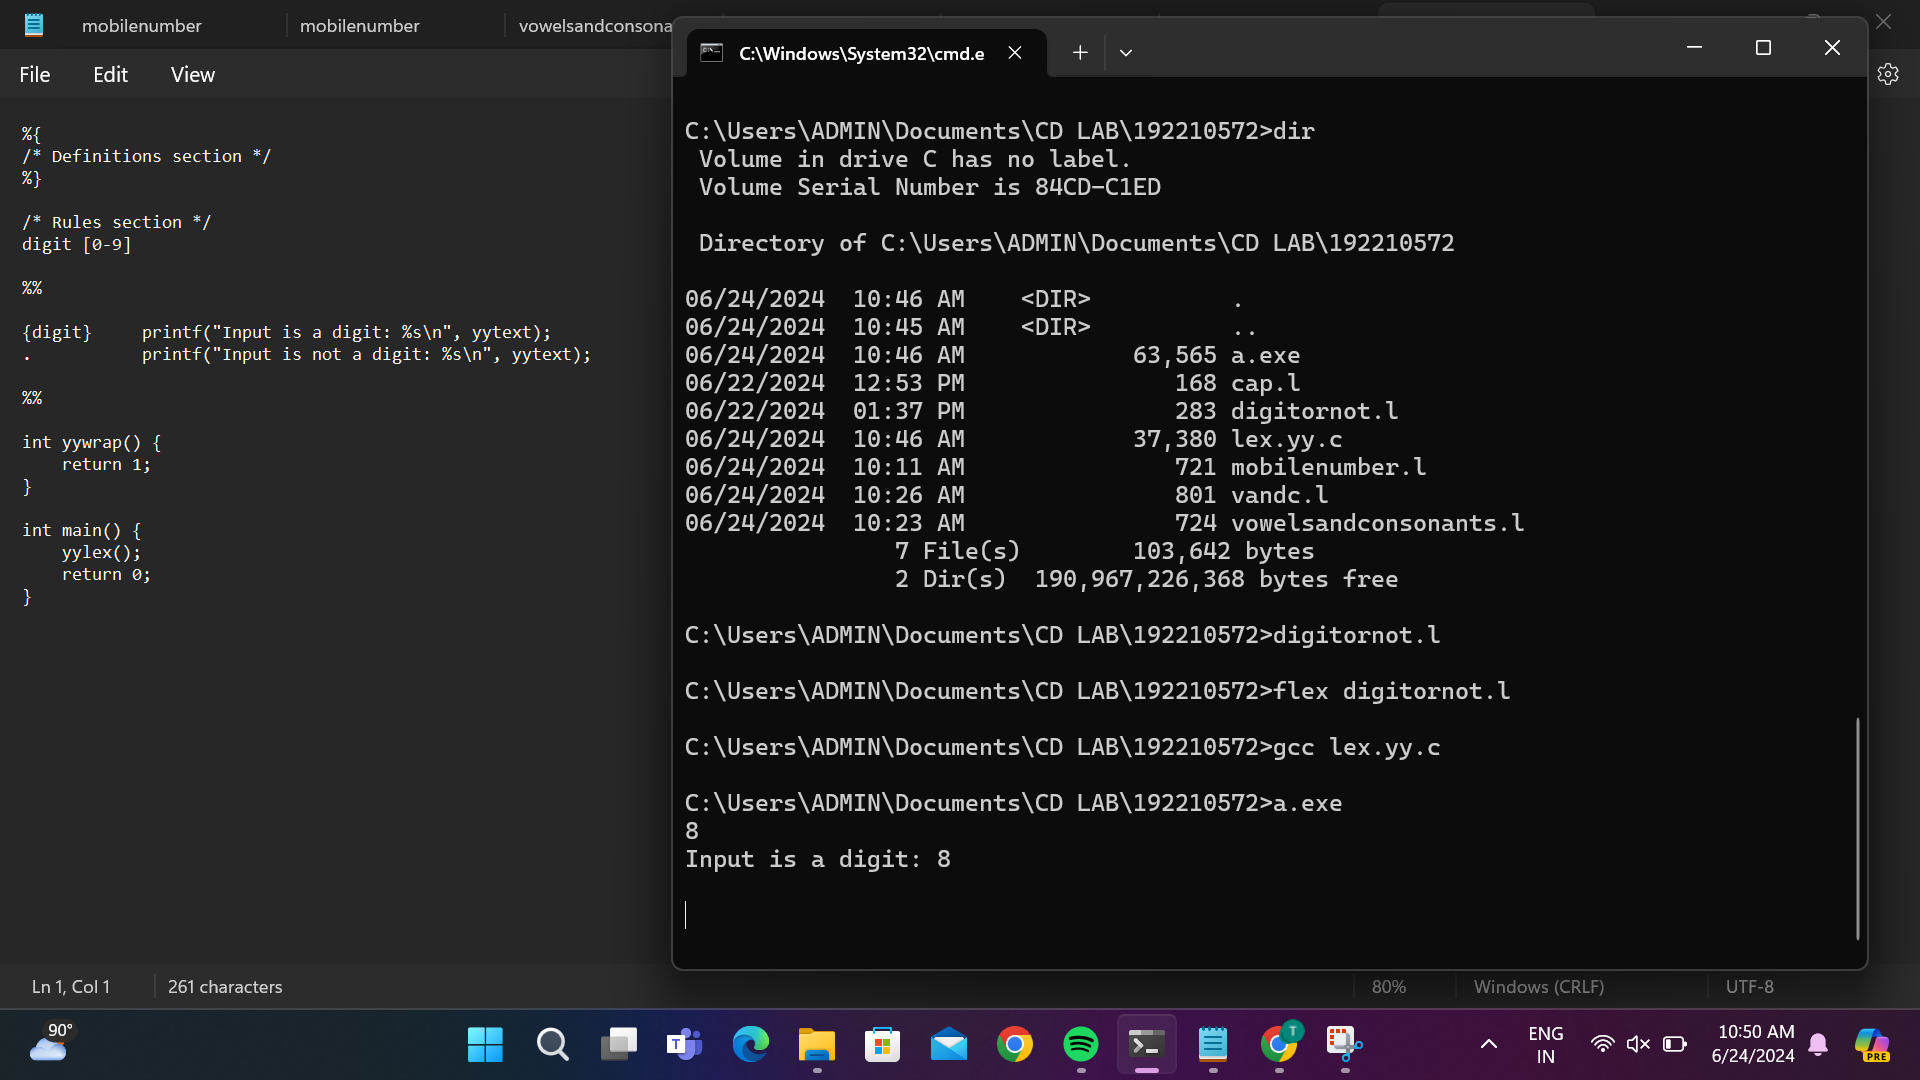 mobilenumber
mobilenumber
vowelsandconsona
File
Edit
View
%{
/* Definitions section */
%}
/* Rules section */
digit [0-9]
%%
{digit}     printf("Input is a digit: %s\n", yytext);
.           printf("Input is not a digit: %s\n", yytext);
%%
int yywrap() {
    return 1;
}
int main() {
    yylex();
    return 0;
}
Ln 1, Col 1
261 characters
80%
Windows (CRLF)
UTF-8
C:\Windows\System32\cmd.e
C:\Users\ADMIN\Documents\CD LAB\192210572>dir
 Volume in drive C has no label.
 Volume Serial Number is 84CD-C1ED
 Directory of C:\Users\ADMIN\Documents\CD LAB\192210572
06/24/2024  10:46 AM    <DIR>          .
06/24/2024  10:45 AM    <DIR>          ..
06/24/2024  10:46 AM            63,565 a.exe
06/22/2024  12:53 PM               168 cap.l
06/22/2024  01:37 PM               283 digitornot.l
06/24/2024  10:46 AM            37,380 lex.yy.c
06/24/2024  10:11 AM               721 mobilenumber.l
06/24/2024  10:26 AM               801 vandc.l
06/24/2024  10:23 AM               724 vowelsandconsonants.l
               7 File(s)        103,642 bytes
               2 Dir(s)  190,967,226,368 bytes free
C:\Users\ADMIN\Documents\CD LAB\192210572>digitornot.l
C:\Users\ADMIN\Documents\CD LAB\192210572>flex digitornot.l
C:\Users\ADMIN\Documents\CD LAB\192210572>gcc lex.yy.c
C:\Users\ADMIN\Documents\CD LAB\192210572>a.exe
8
Input is a digit: 8
90°
T
T
ENG
IN
10:50 AM
6/24/2024
PRE